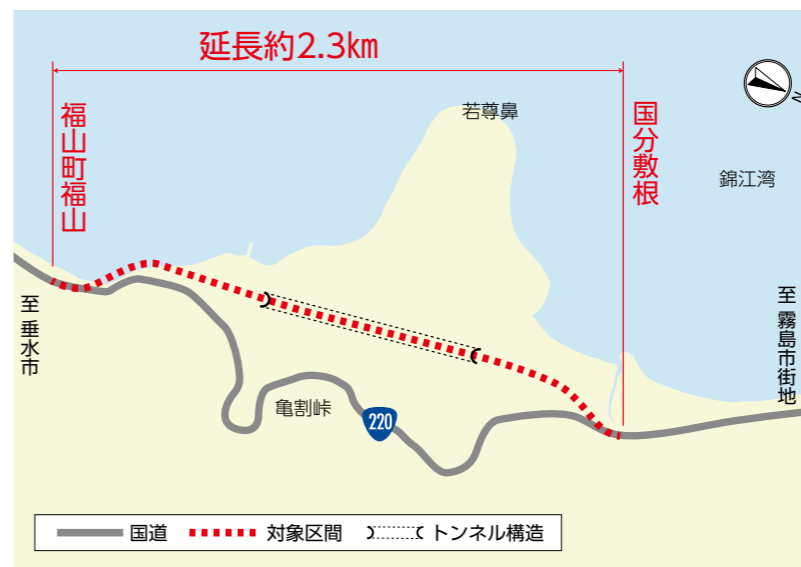 延長約2.3km
福山町福山
若尊鼻
国分敷根
N
錦江湾
至 垂水市
至 霧島市街地
亀割峠
220
国道
対象区間
トンネル構造